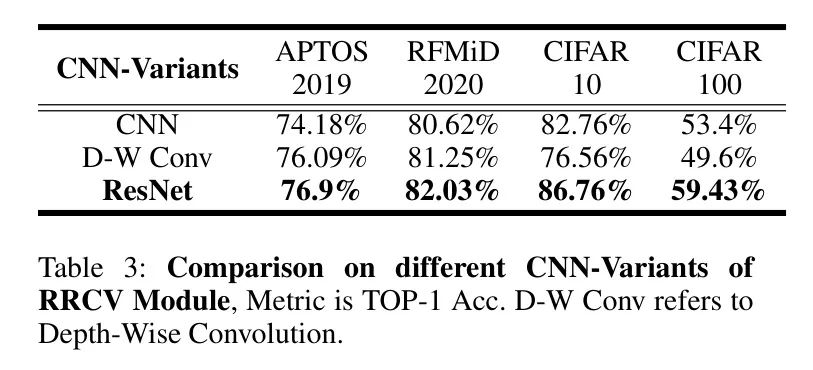 CNN-Variants APTOS 2019 RFMiD 2020 CIFAR 10 CIFAR 100
CNN 74.18% 80.62% 82.76% 53.4%
D-W Conv 76.09% 81.25% 76.56% 49.6%
ResNet 76.9% 82.03% 86.76% 59.43%
Table 3: Comparison on different CNN-Variants of
RRCV Module, Metric is TOP-1 Acc. D-W Conv refers to
Depth-Wise Convolution.